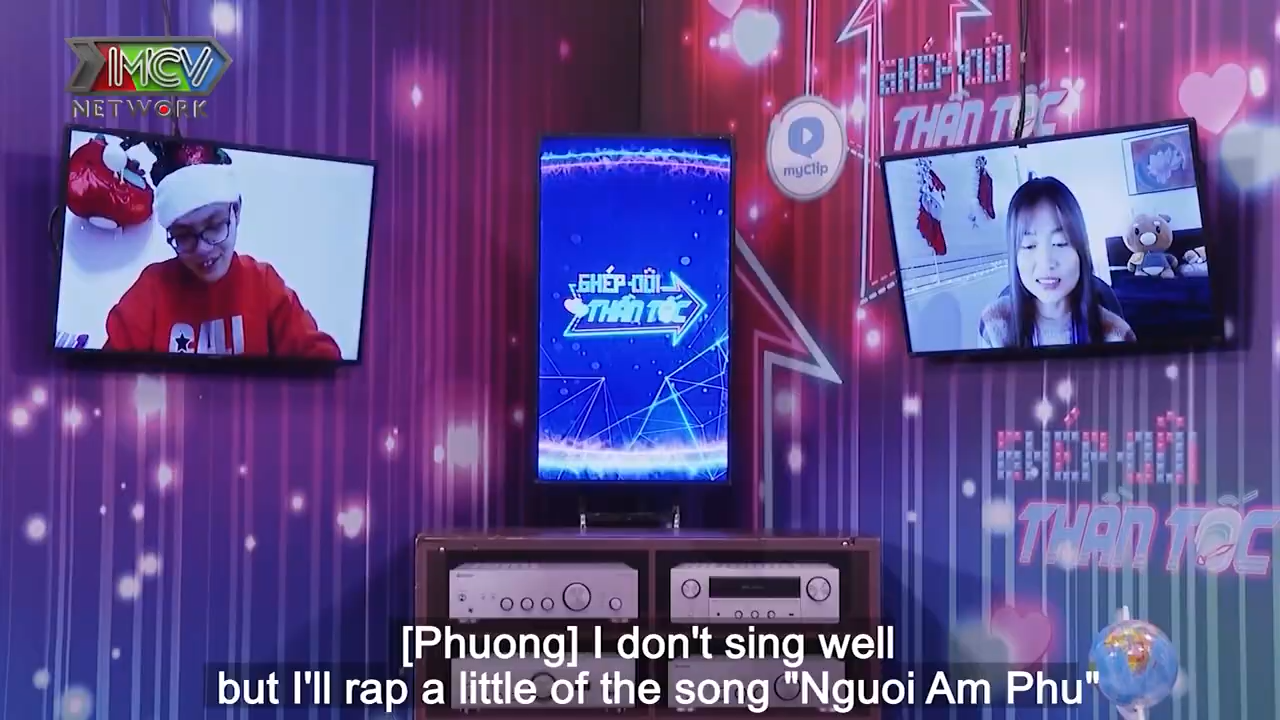 MCV
NETWORK
GHÉP ĐÔI
THẦN TỐC
myclip
GHÉP ĐÔI
THẦN TỐC
CALI
GHÉP ĐÔI
THẦN TỐC
[Phuong] I don't sing well
but I'll rap a little of the song "Nguoi Am Phu"